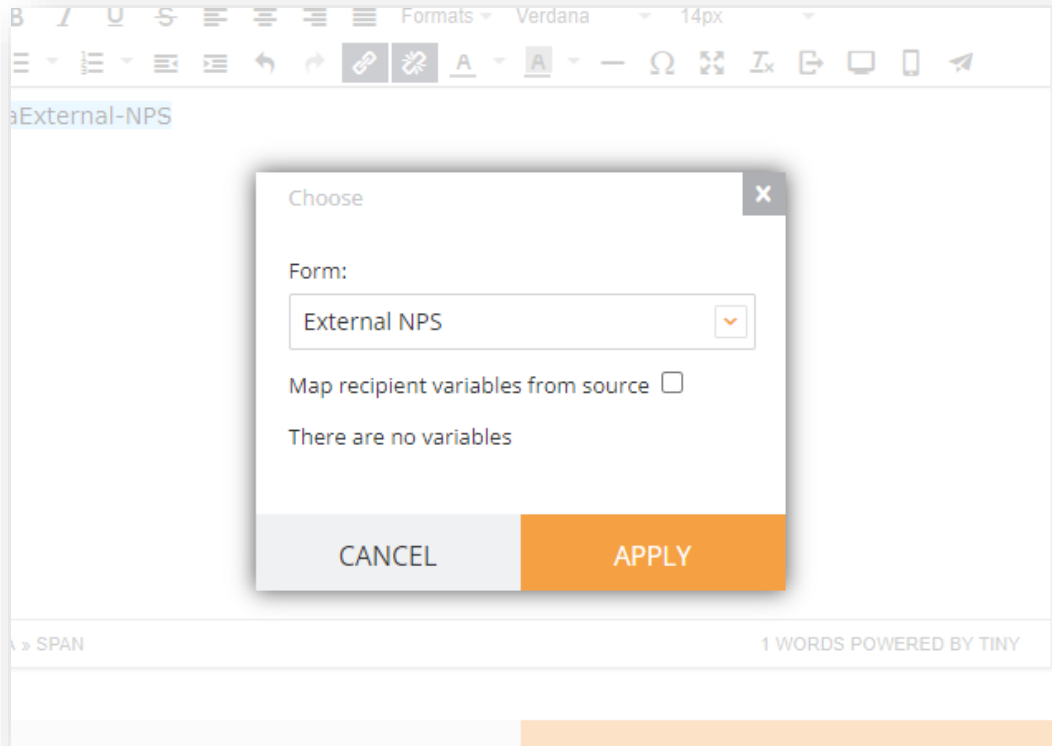 B I U S Formats Verdana 14px
A A Ω Tx
aExternal-NPS
Choose x
Form:
External NPS
Map recipient variables from source
There are no variables
CANCEL APPLY
A » SPAN 1 WORDS POWERED BY TINY